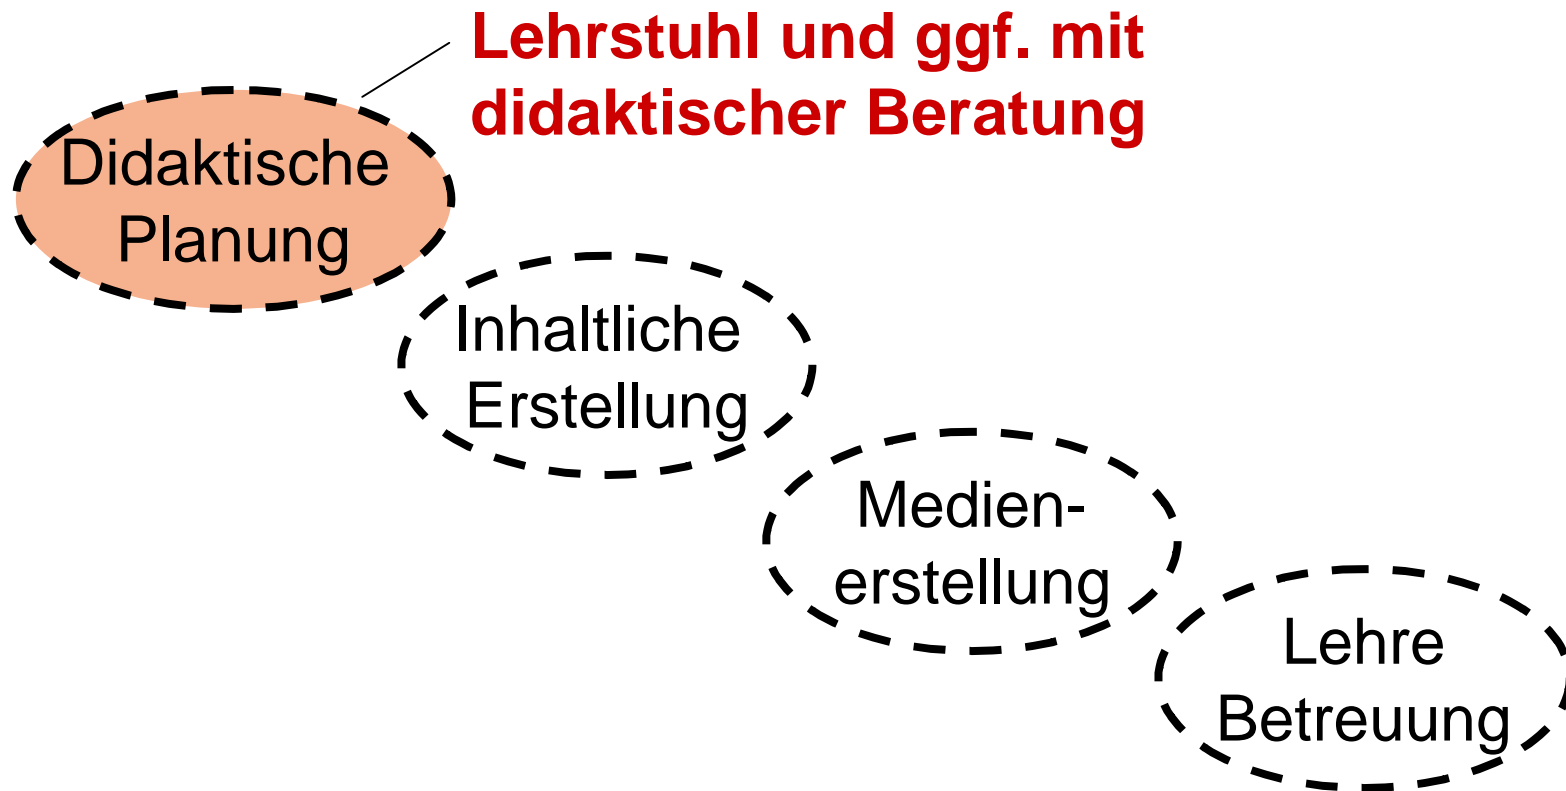 Lehrstuhl und ggf. mit
didaktischer Beratung
Didaktische
Planung
Inhaltliche
Erstellung
Medien-
erstellung
Lehre
Betreuung